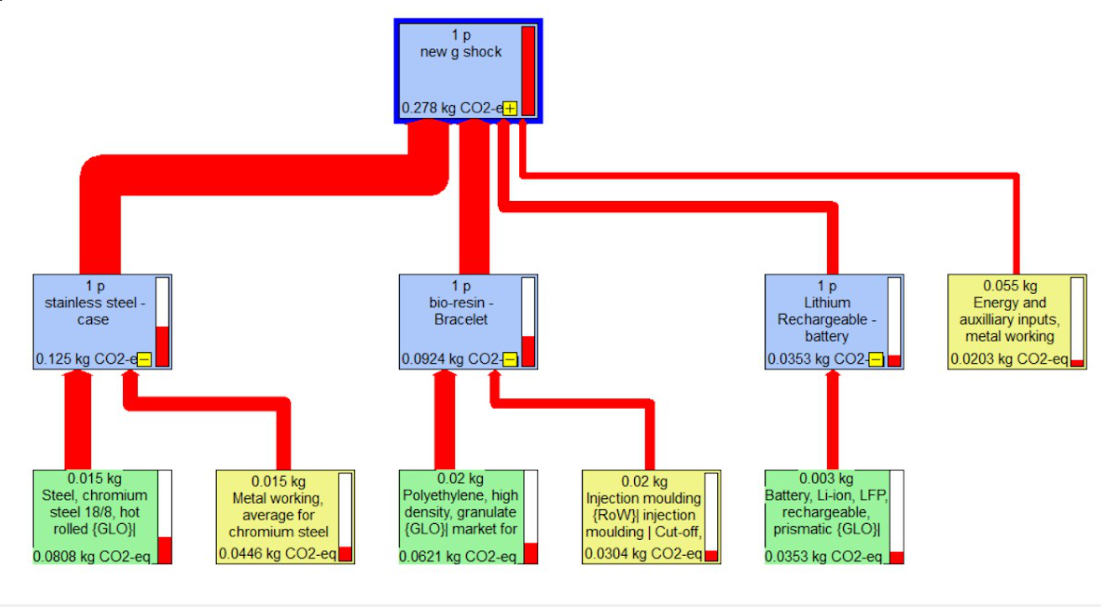 1 p
new g shock
0.278 kg CO2-e
+
1 p
stainless steel -
case
0.125 kg CO2-e
−
1 p
bio-resin -
Bracelet
0.0924 kg CO2-
−
1 p
Lithium
Rechargeable -
battery
0.0353 kg CO2-
−
0.055 kg
Energy and
auxilliary inputs,
metal working
0.0203 kg CO2-eq
0.015 kg
Steel, chromium
steel 18/8, hot
rolled {GLO}|
0.0808 kg CO2-eq
0.015 kg
Metal working,
average for
chromium steel
0.0446 kg CO2-eq
0.02 kg
Polyethylene, high
density, granulate
{GLO}| market for
0.0621 kg CO2-eq
0.02 kg
Injection moulding
{RoW}| injection
moulding | Cut-off,
0.0304 kg CO2-eq
0.003 kg
Battery, Li-ion, LFP,
rechargeable,
prismatic {GLO}|
0.0353 kg CO2-eq